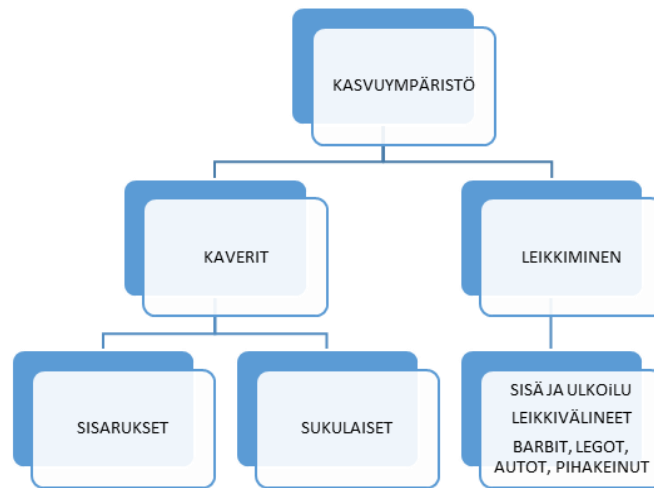 KASVUYMPÄRISTÖ
KAVERIT
LEIKKIMINEN
SISARUKSET
SUKULAISET
SISÄ JA ULKOiLU
LEIKKIVÄLINEET
BARBIT, LEGOT,
AUTOT, PIHAKEINUT